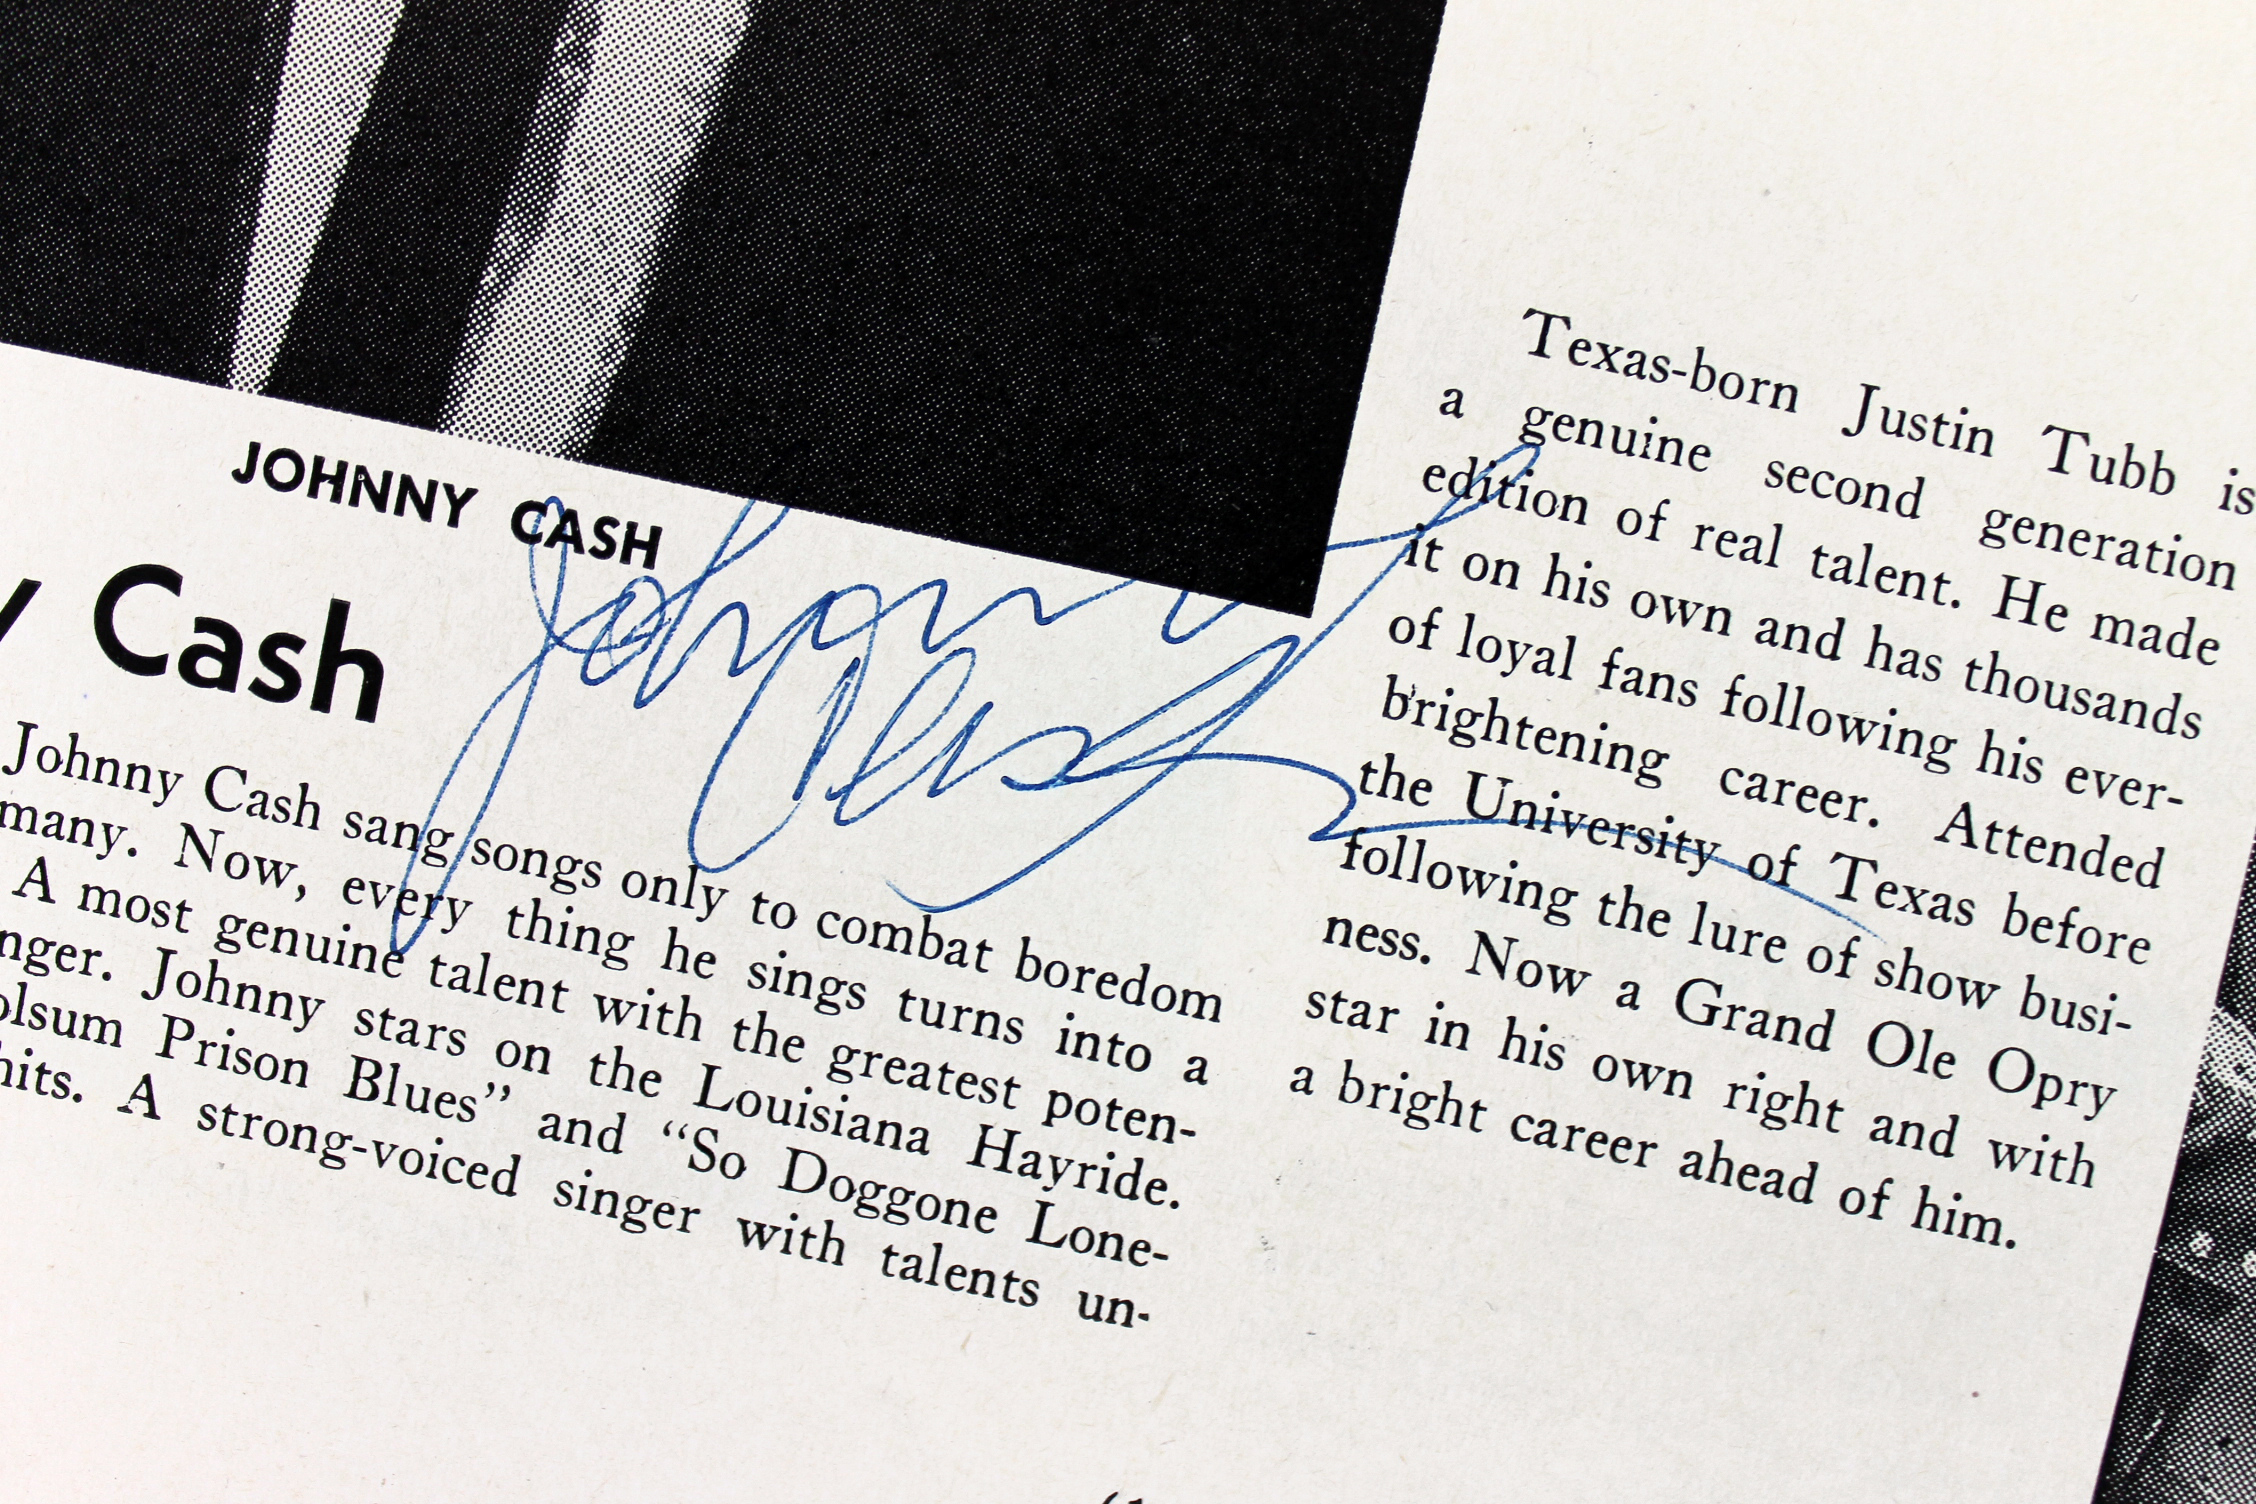 JOHNNY CASH
Johnny Cash
y Cash
Johnny Cash sang songs only to combat boredom
many. Now, every thing he sings turns into a
A most genuine talent with the greatest poten-
nger. Johnny stars on the Louisiana Hayride.
olsum Prison Blues” and “So Doggone Lone-
hits. A strong-voiced singer with talents un-
Texas-born Justin Tubb is
a genuine second generation
edition of real talent. He made
it on his own and has thousands
of loyal fans following his ever-
brightening career. Attended
the University of Texas before
following the lure of show busi-
ness. Now a Grand Ole Opry
star in his own right and with
a bright career ahead of him.